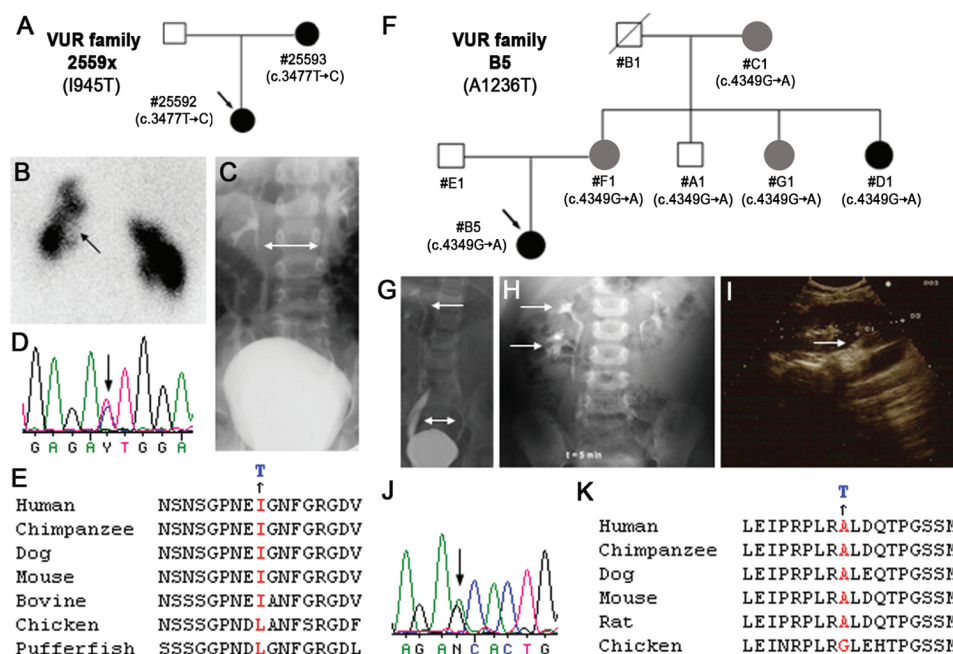 A
VUR family
2559x
(I945T)
#25593
(c.3477T→C)
#25592
(c.3477T→C)
B
C
D
G A G A Y T G G A
E
T
Human NSNSGPNEIGNFGRGDV
Chimpanzee NSNSGPNEIGNFGRGDV
Dog NSNSGPNEIGNFGRGDV
Mouse NSNSGPNEIGNFGRGDV
Bovine NSSSGPNEIANFGRGDV
Chicken NSSSGPNDLANFSRGDF
Pufferfish SSSGGPNDLGNFGRGDL
F
VUR family
B5
(A1236T)
#B1
#C1
(c.4349G→A)
#E1
#F1
(c.4349G→A)
#A1
(c.4349G→A)
#G1
(c.4349G→A)
#D1
(c.4349G→A)
#B5
(c.4349G→A)
G
H
t = 5 min
I
J
A G A N C A C T G
K
T
Human LEIPRPLRALDQTPGSSM
Chimpanzee LEIPRPLRALDQTPGSSM
Dog LEIPRPLRALEQTPGSSM
Mouse LEIPRPLRALDQTPGSSM
Rat LEIPRPLRALDQTPGSSM
Chicken LEINRPLRGLEHTPGSSM